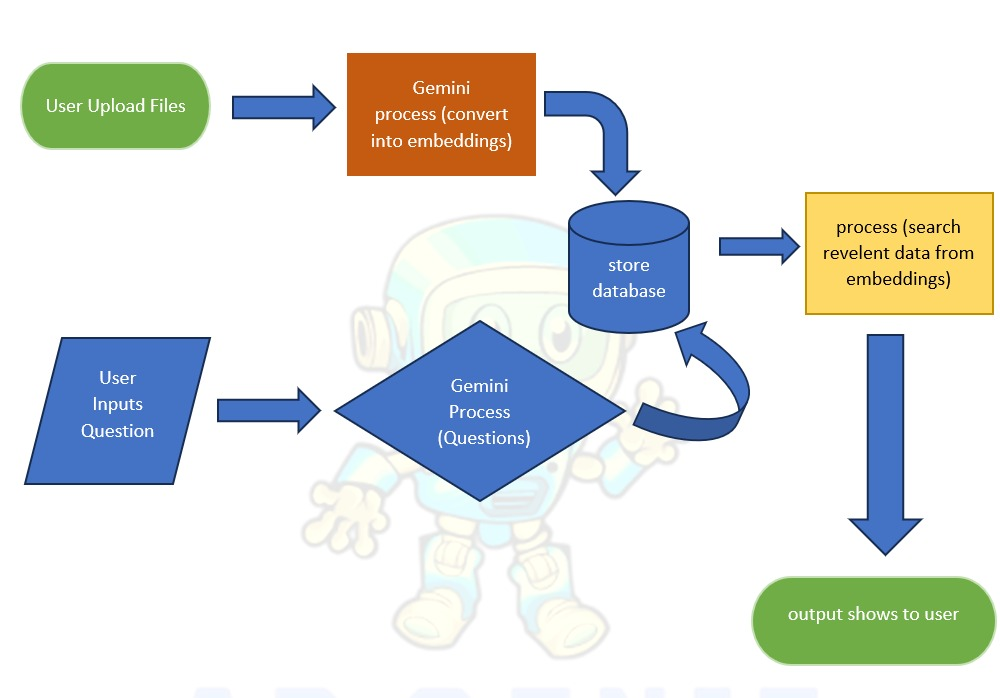 User Upload Files
Gemini
process (convert
into embeddings)
store
database
process (search
revelent data from
embeddings)
User
Inputs
Question
Gemini
Process
(Questions)
output shows to user